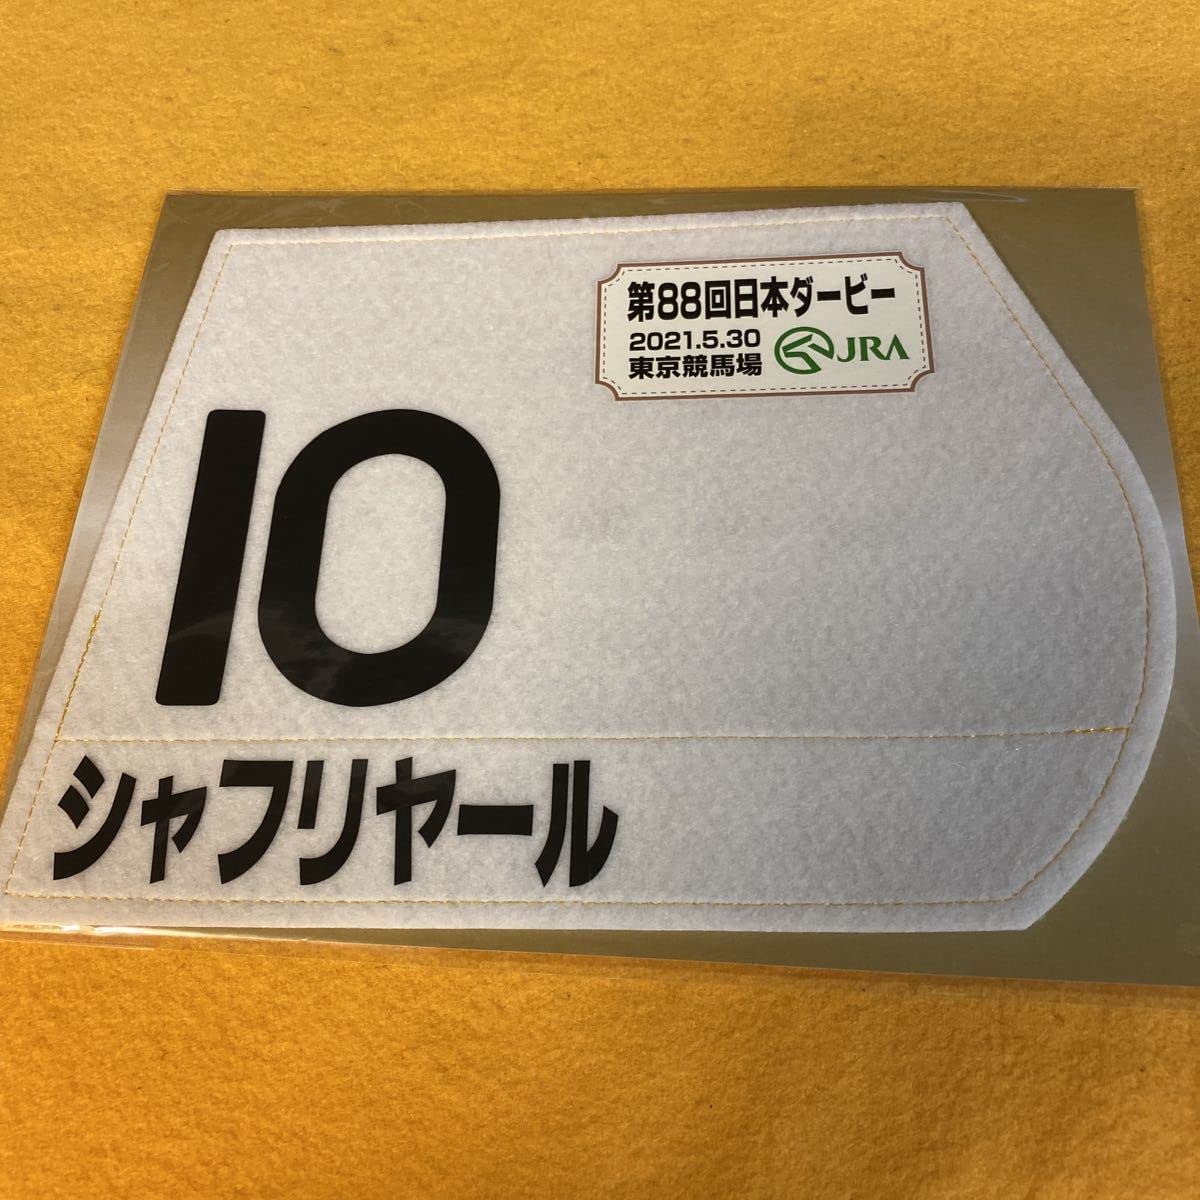 第88回日本ダービー
2021.5.30
東京競馬場
JRA
10
シャフリヤール